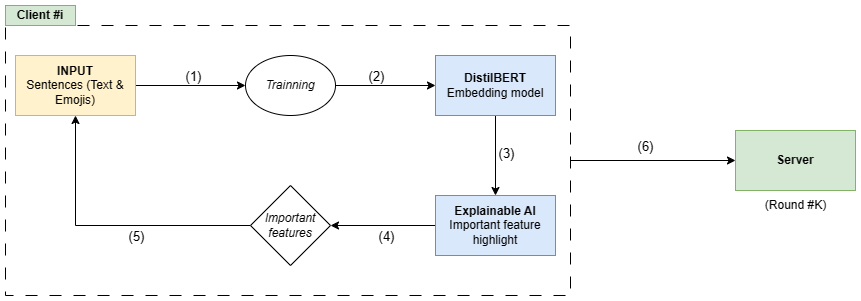 Client #i
INPUT
Sentences (Text &
Emojis)
(1)
Trainning
(2)
DistilBERT
Embedding model
(3)
Explainable AI
Important feature
highlight
(4)
Important
features
(5)
(6)
Server
(Round #K)